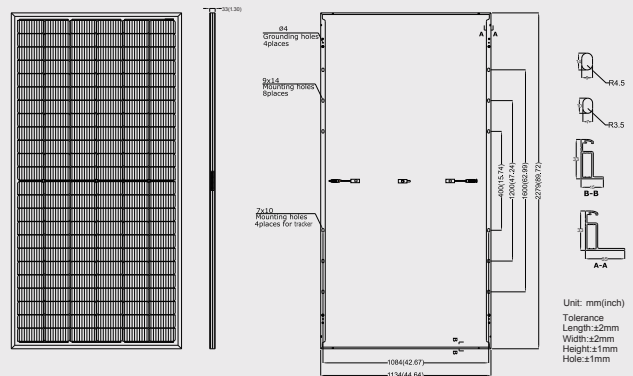 33(1.30)
Ø4
Grounding holes
4places
A A
9x14
Mounting holes
8places
R4.5
R3.5
400(15.74)
1200(47.24)
1600(62.99)
2279(89.72)
B-B
7x10
Mounting holes
4places for tracker
A-A
Unit: mm(inch)
Tolerance
Length:±2mm
Width:±2mm
Height:±1mm
Hole:±1mm
B
B
1084(42.67)
1134(44.64)